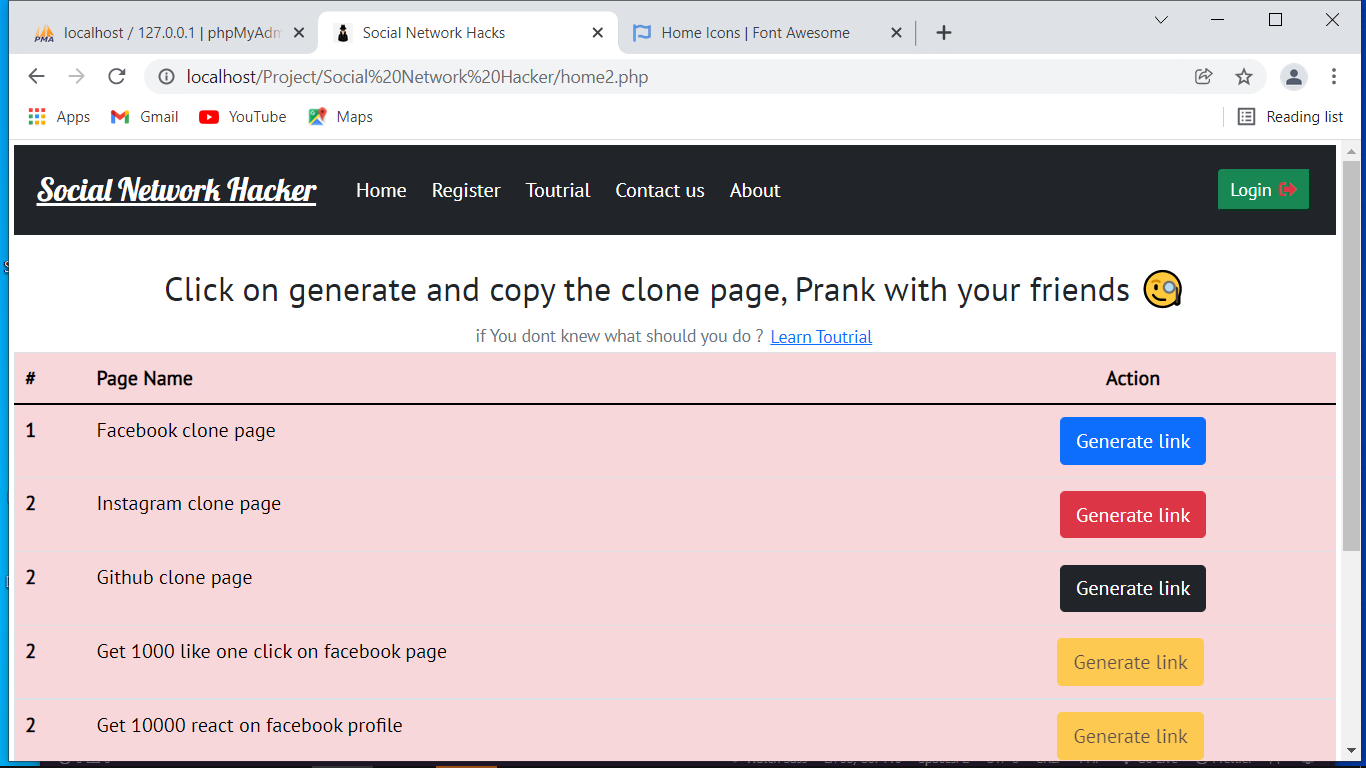 localhost / 127.0.0.1 | phpMyAdm
Social Network Hacks
Home Icons | Font Awesome
localhost/Project/Social%20Network%20Hacker/home2.php
Apps
Gmail
YouTube
Maps
Reading list
Social Network Hacker
Home
Register
Toutrial
Contact us
About
Login
Click on generate and copy the clone page, Prank with your friends
if You dont knew what should you do ? Learn Toutrial
# Page Name Action
1 Facebook clone page Generate link
2 Instagram clone page Generate link
2 Github clone page Generate link
2 Get 1000 like one click on facebook page Generate link
2 Get 10000 react on facebook profile Generate link